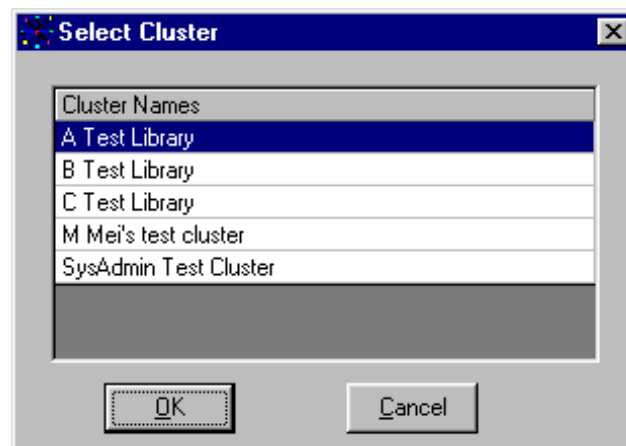 Select Cluster
Cluster Names
A Test Library
B Test Library
C Test Library
M Mei's test cluster
SysAdmin Test Cluster
OK Cancel